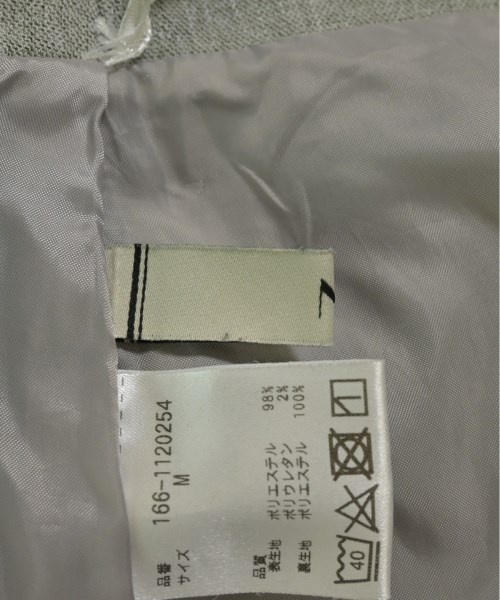 品番 166-1120254
サイズ M
品質
表生地 ポリエステル 98%
ポリウレタン 2%
裏生地 ポリエステル 100%
40